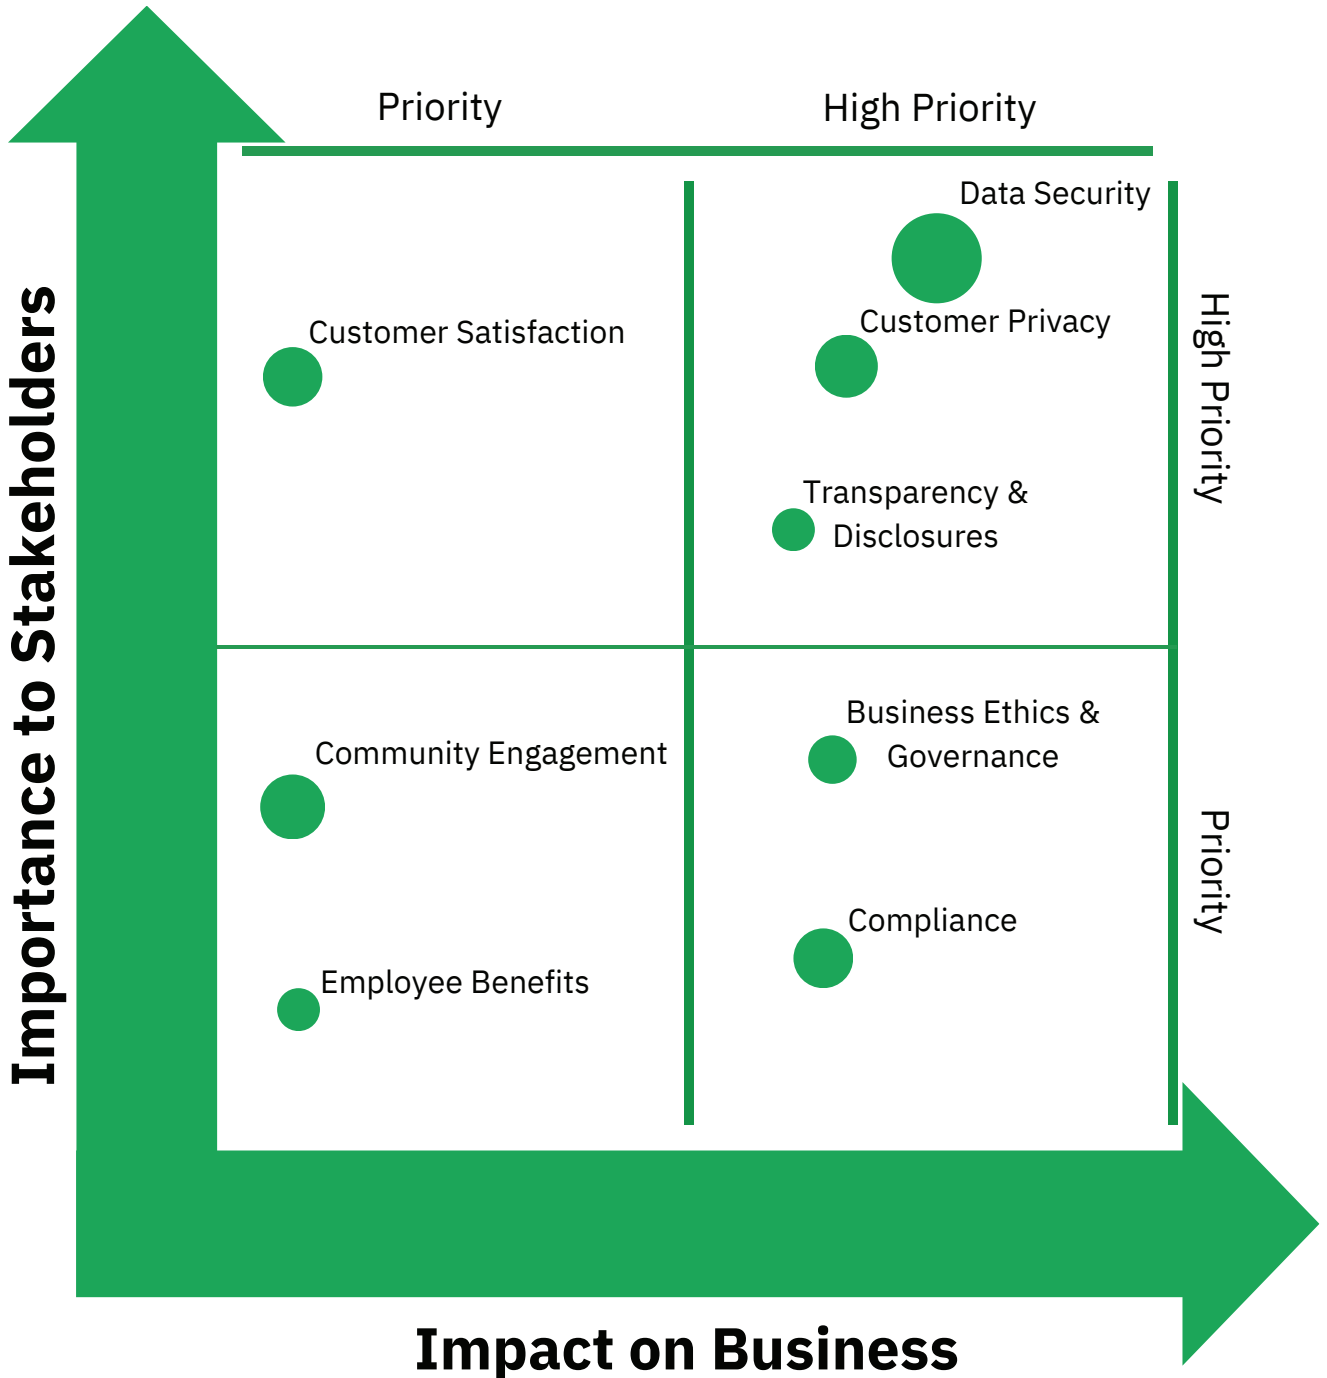 Priority
High Priority
Data Security
Customer Privacy
Customer Satisfaction
Transparency &
Disclosures
High Priority
Business Ethics &
Governance
Community Engagement
Compliance
Employee Benefits
Priority
Importance to Stakeholders
Impact on Business